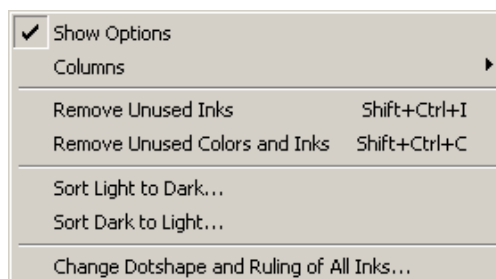 Show Options
Columns
Remove Unused Inks Shift+Ctrl+I
Remove Unused Colors and Inks Shift+Ctrl+C
Sort Light to Dark...
Sort Dark to Light...
Change Dotshape and Ruling of All Inks...